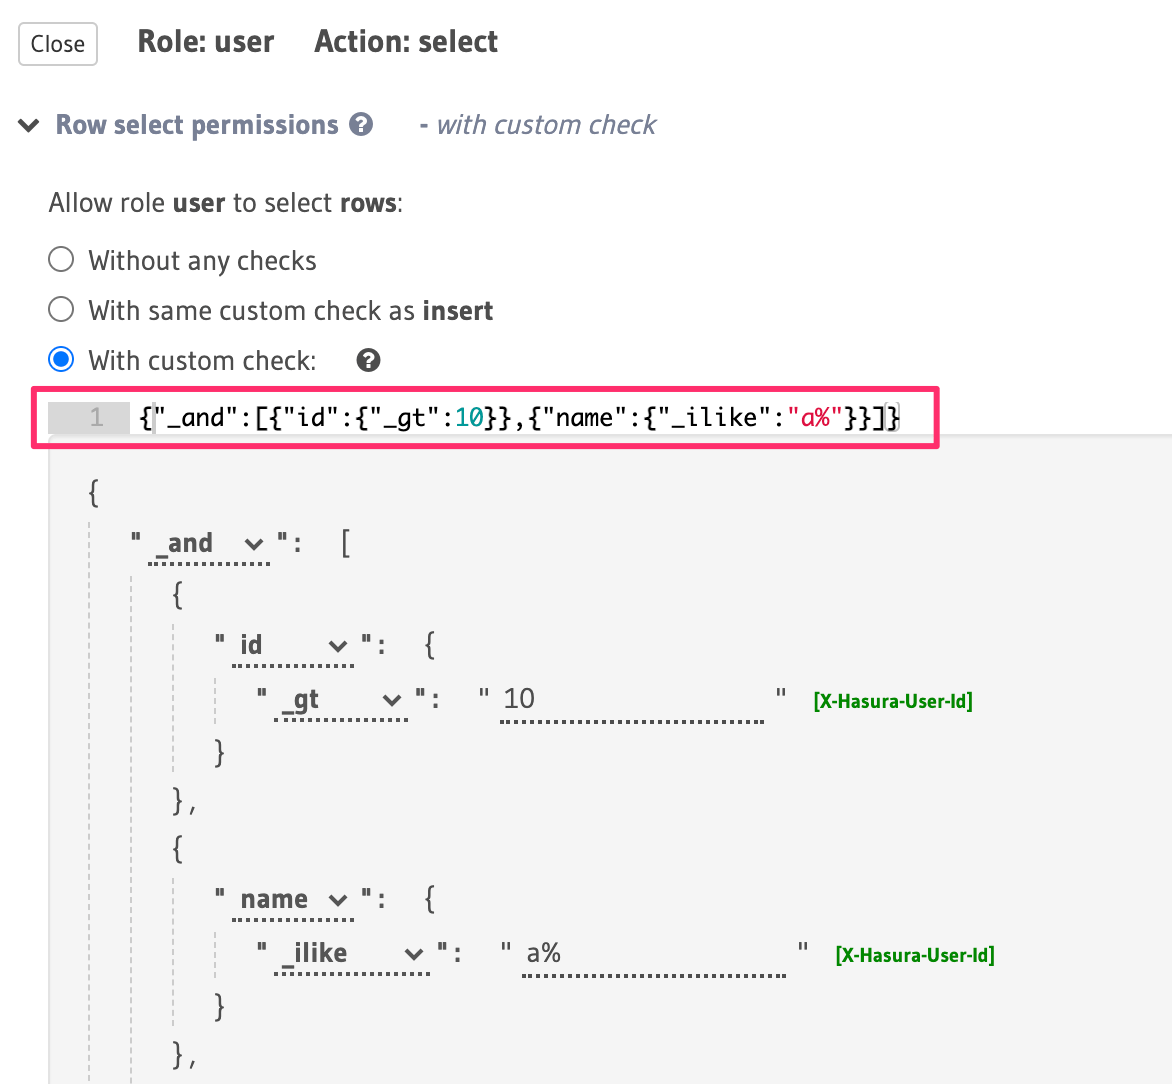 Close Role: user Action: select
Row select permissions ? - with custom check
Allow role user to select rows:
Without any checks
With same custom check as insert
With custom check: ?
1 {"_and":[{"id":{"_gt":10}},{"name":{"_ilike":"a%"}}]}
{
"_and": [
{
"id": {
"_gt": "10" [X-Hasura-User-Id]
}
},
{
"name": {
"_ilike": "a%" [X-Hasura-User-Id]
}
},